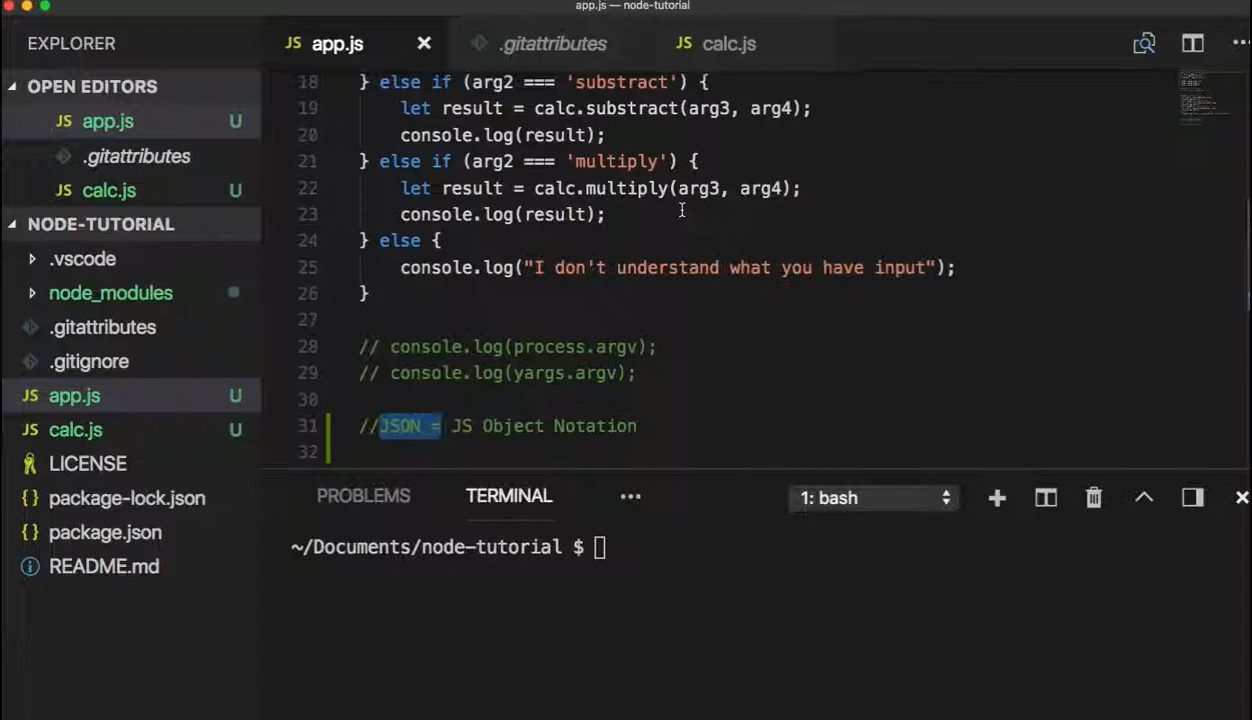 app.js — node-tutorial
EXPLORER
JS app.js
.gitattributes
JS calc.js
OPEN EDITORS
JS app.js U
.gitattributes
JS calc.js U
NODE-TUTORIAL
.vscode
node_modules
.gitattributes
.gitignore
JS app.js U
JS calc.js U
LICENSE
{} package-lock.json
{} package.json
README.md
18 } else if (arg2 === 'substract') {
19 let result = calc.substract(arg3, arg4);
20 console.log(result);
21 } else if (arg2 === 'multiply') {
22 let result = calc.multiply(arg3, arg4);
23 console.log(result);
24 } else {
25 console.log("I don't understand what you have input");
26 }
27
28 // console.log(process.argv);
29 // console.log(yargs.argv);
30
31 //JSON = JS Object Notation
32
PROBLEMS TERMINAL ••• 1: bash
~/Documents/node-tutorial $